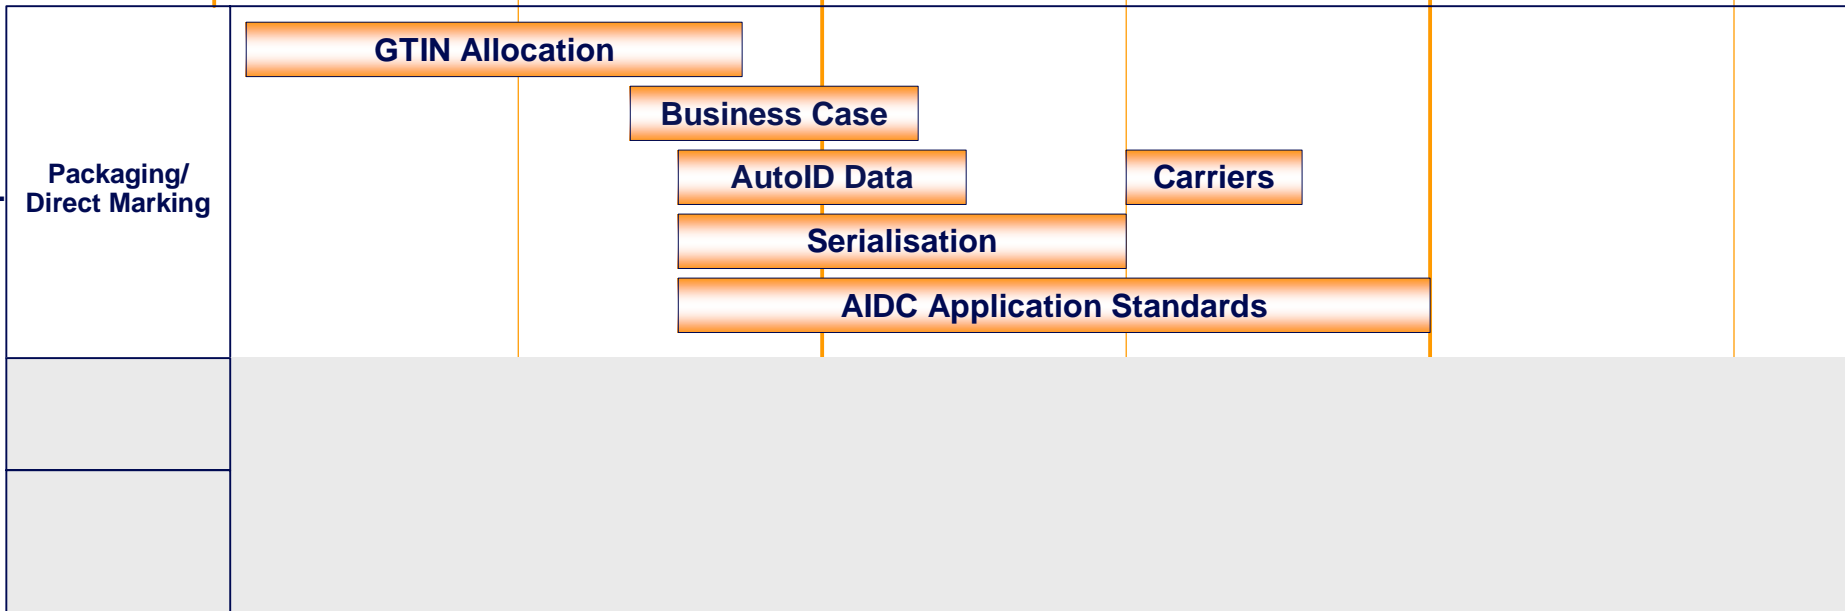 GTIN Allocation
Business Case
Packaging/
Direct Marking
AutoID Data
Carriers
Serialisation
AIDC Application Standards